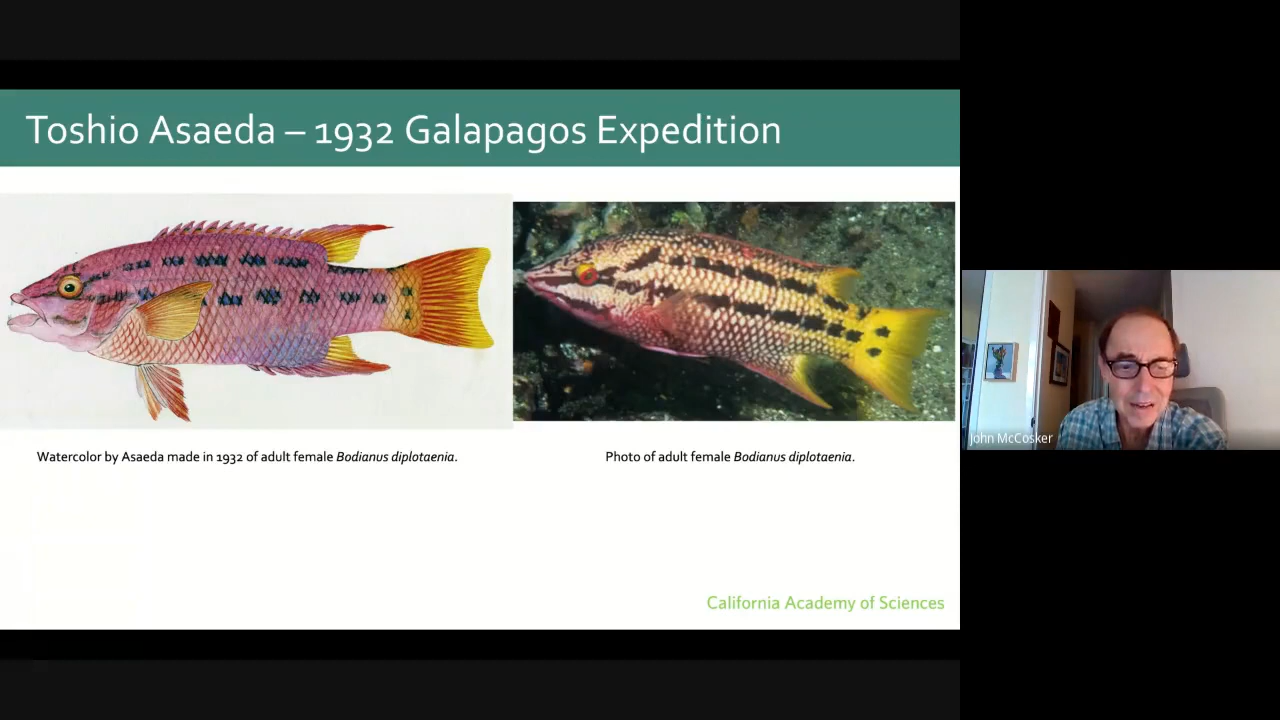 Toshio Asaeda – 1932 Galapagos Expedition
Watercolor by Asaeda made in 1932 of adult female Bodianus diplotaenia.
Photo of adult female Bodianus diplotaenia.
California Academy of Sciences
John McCosker